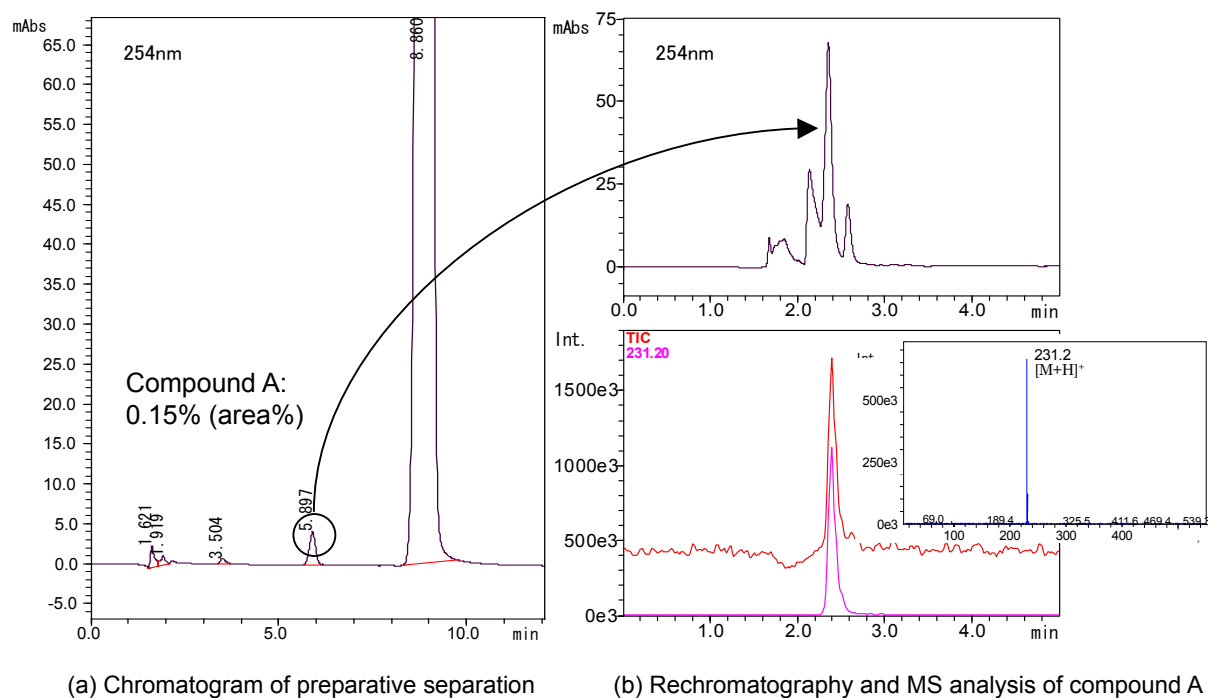 mAbs
254nm
65.0
60.0
55.0
50.0
45.0
40.0
35.0
30.0
25.0
20.0
15.0
10.0
5.0
0.0
-5.0
8.860
Compound A:
0.15% (area%)
1.621
1.919
3.504
5.897
0.0
5.0
10.0
min
(a) Chromatogram of preparative separation
mAbs
254nm
75
50
25
0
0.0
1.0
2.0
3.0
4.0
min
Int.
TIC
231.20
1500e3
1000e3
500e3
0e3
1.0
2.0
3.0
4.0
min
231.2
[M+H]+
500e3
250e3
0e3
69.0
189.4
325.5
411.6
469.4
100
200
300
400
(b) Rechromatography and MS analysis of compound A